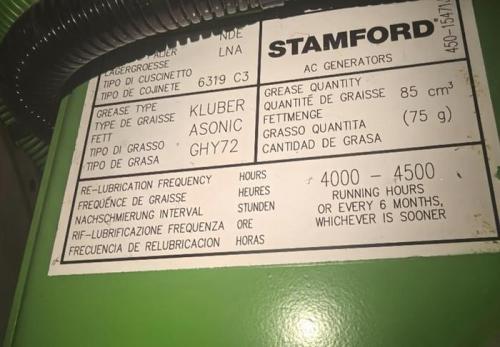 NDE
LAGERGROESSE LNA
TIPO DI CUSCINETTO
TIPO DE COJINETE 6319 C3
STAMFORD
AC GENERATORS
450-1547
GREASE TYPE KLUBER
TYPE DE GRAISSE
FETT ASONIC
TIPO DI GRASSO
TIPO DE GRASA GHY72
GREASE QUANTITY
QUANTITÉ DE GRAISSE 85 cm³
FETTMENGE
GRASSO QUANTITA (75 g)
CANTIDAD DE GRASA
RE-LUBRICATION FREQUENCY HOURS 4000 - 4500
FREQUÉNCE DE GRAISSE HEURES RUNNING HOURS
NACHSCHMIERUNG INTERVAL STUNDEN OR EVERY 6 MONTHS,
RIF-LUBRIFICAZIONE FREQUENZA ORE WHICHEVER IS SOONER
FRECUENCIA DE RELUBRICACION HORAS